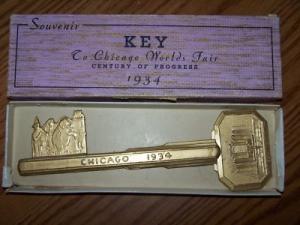 Souvenir
KEY
To Chicago Worlds Fair
CENTURY OF PROGRESS
1934
CHICAGO 1934